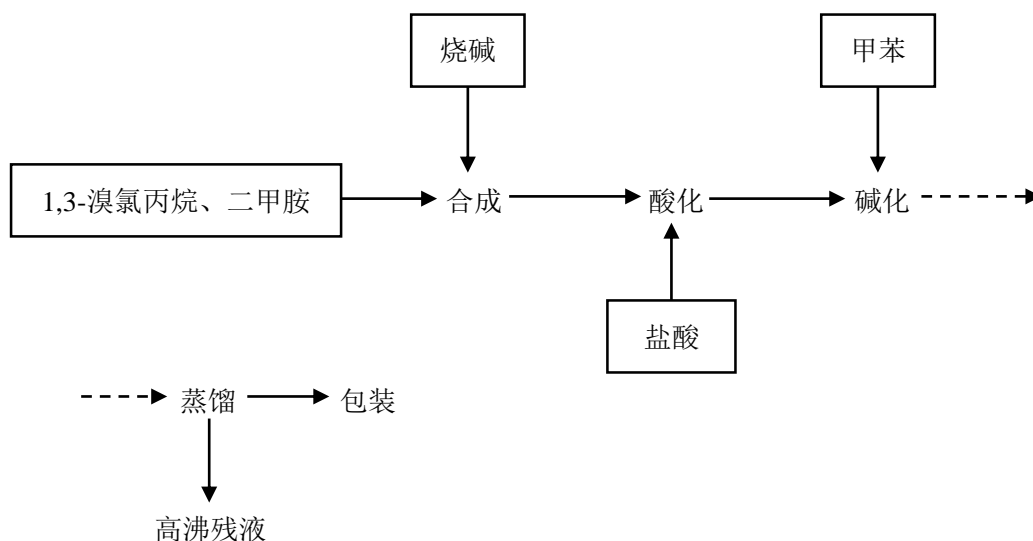 烧碱
甲苯
1,3-溴氯丙烷、二甲胺
合成
酸化
碱化
盐酸
蒸馏
包装
高沸残液